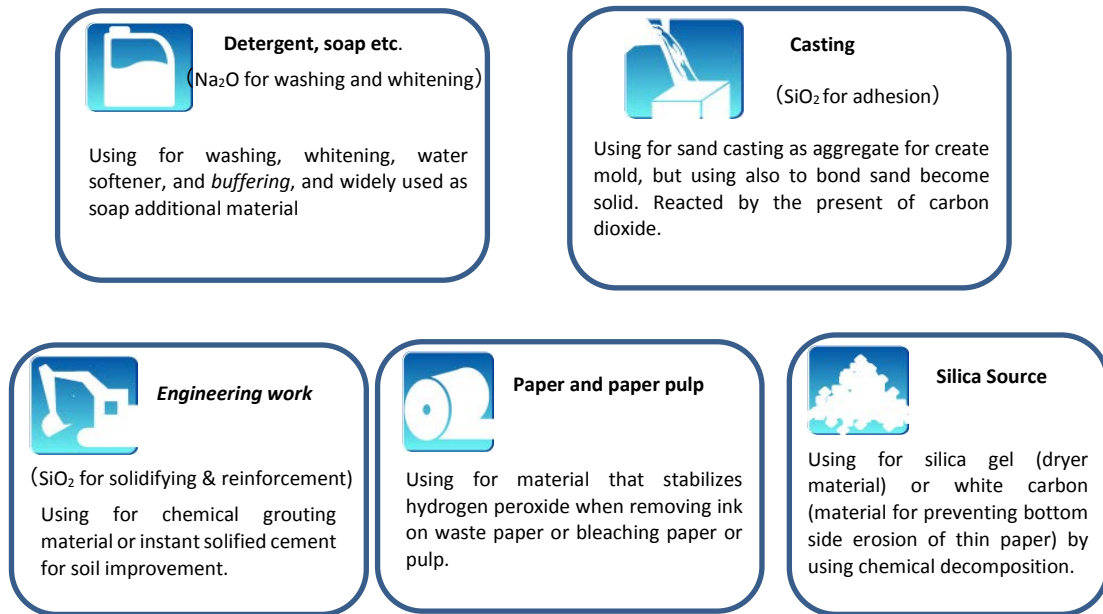 Detergent, soap etc.
(Na₂O for washing and whitening)
Using for washing, whitening, water
softener, and buffering, and widely used as
soap additional material
Casting
(SiO₂ for adhesion)
Using for sand casting as aggregate for create
mold, but using also to bond sand become
solid. Reacted by the present of carbon
dioxide.
Engineering work
(SiO₂ for solidifying & reinforcement)
Using for chemical grouting
material or instant solified cement
for soil improvement.
Paper and paper pulp
Using for material that stabilizes
hydrogen peroxide when removing ink
on waste paper or bleaching paper or
pulp.
Silica Source
Using for silica gel (dryer
material) or white carbon
(material for preventing bottom
side erosion of thin paper) by
using chemical decomposition.